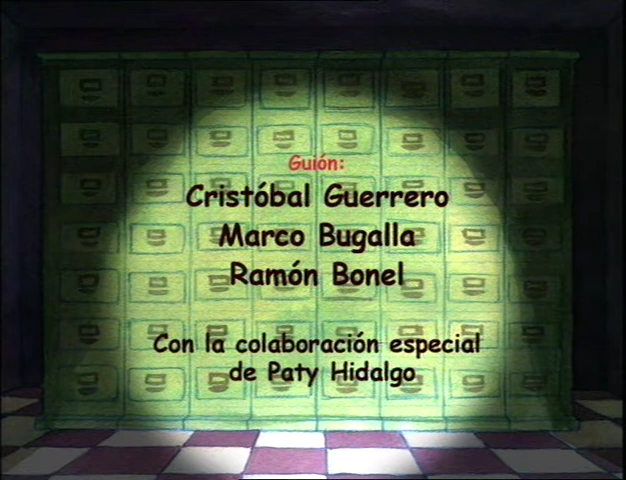 Guión:
Cristóbal Guerrero
Marco Bugalla
Ramón Bonel
Con la colaboración especial
de Paty Hidalgo